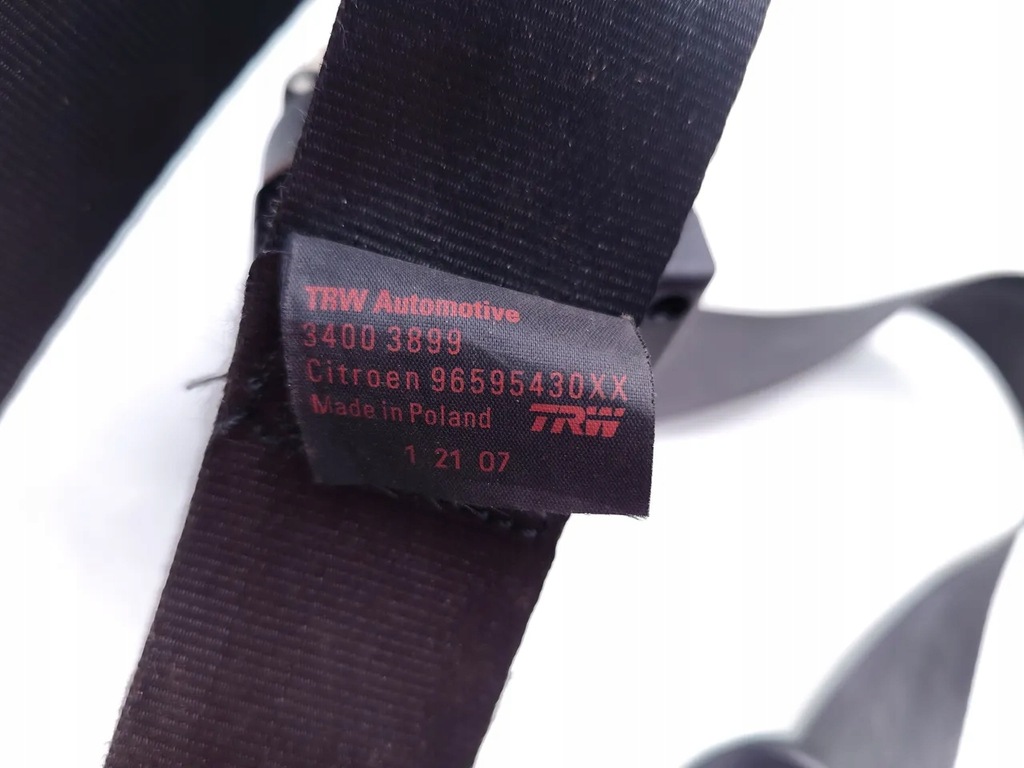 TRW Automotive
3400 3899
Citroen 96595430XX
Made in Poland TRW
1 21 07